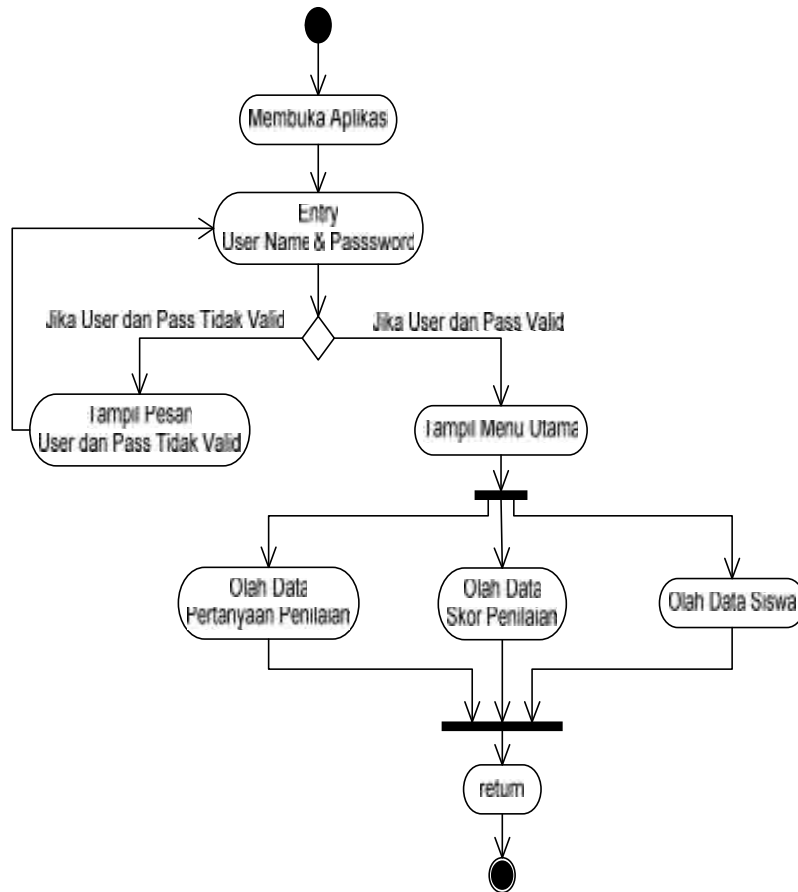 Membuka Aplikas
Entry
User Name & Passsword
Jika User dan Pass Tidak Valid
Jika User dan Pass Valid
Tampil Pesan
User dan Pass Tidak Valid
Tampil Menu Utama
Olah Data
Pertanyaan Penilaian
Olah Data
Skor Penilaian
Olah Data Siswa
return